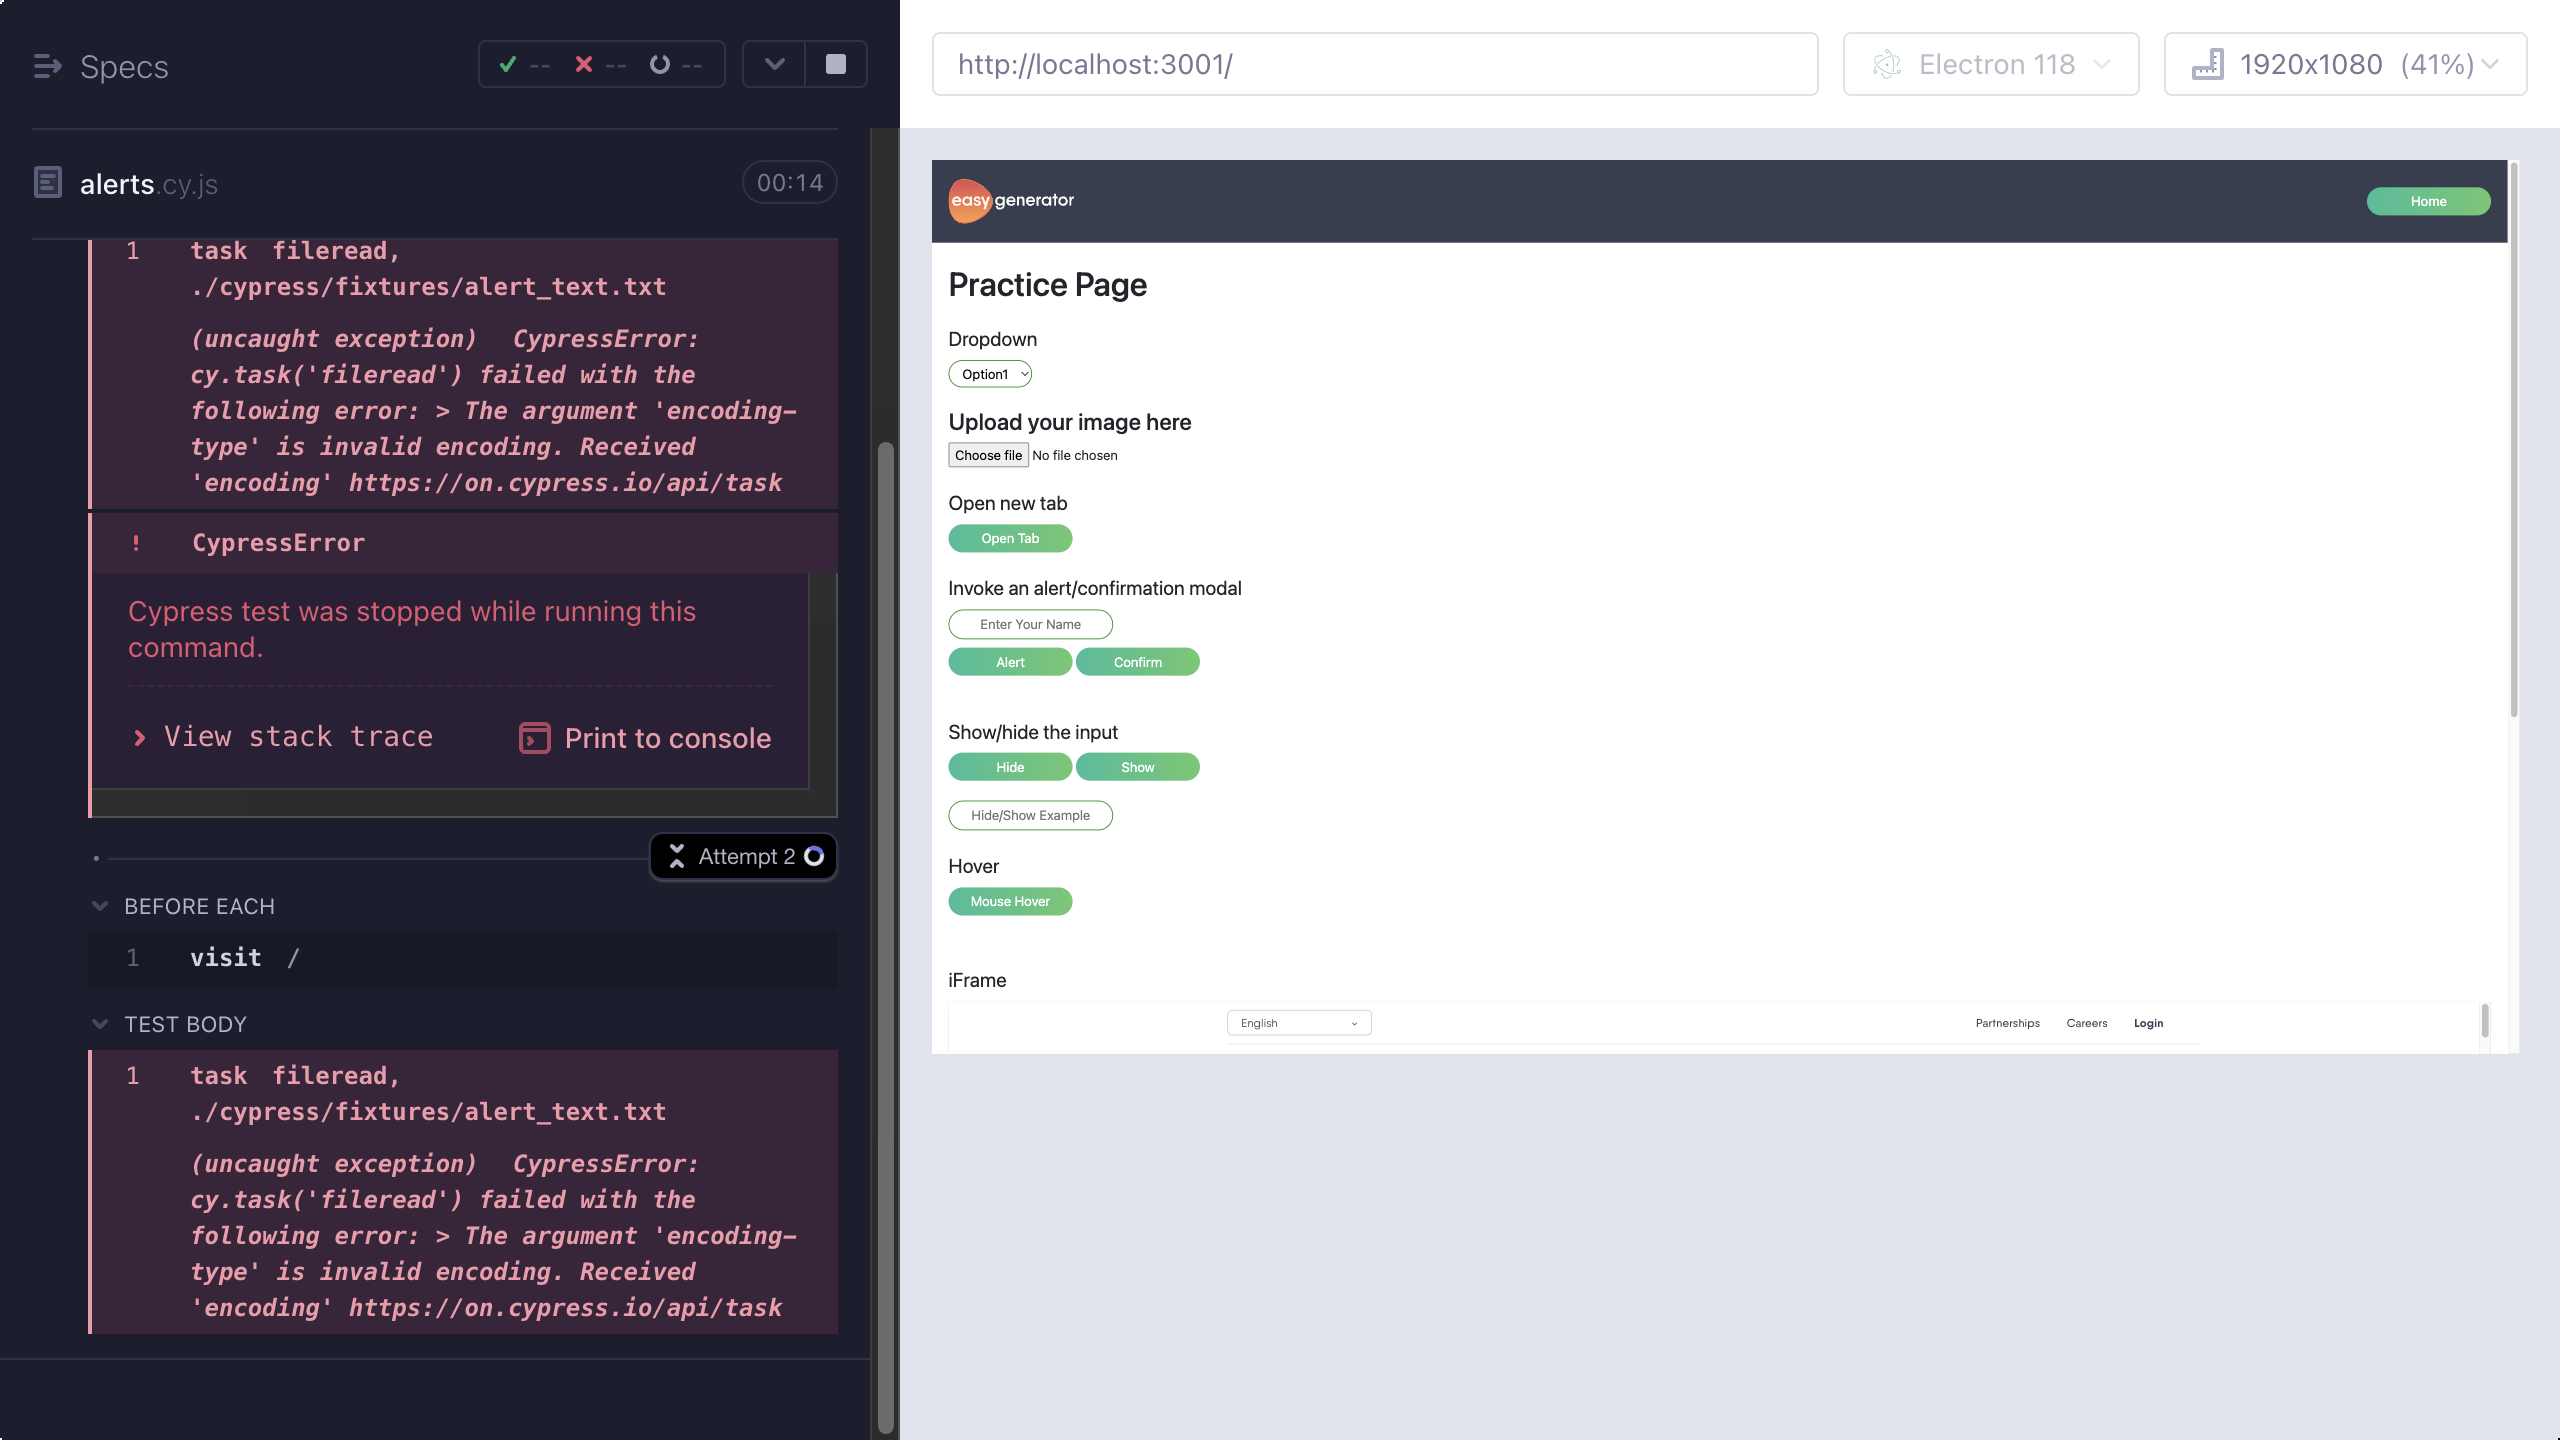 Specs
--
--
--
alerts.cy.js
00:14
1 task fileread,
./cypress/fixtures/alert_text.txt
(uncaught exception) CypressError:
cy.task('fileread') failed with the
following error: > The argument 'encoding-
type' is invalid encoding. Received
'encoding' https://on.cypress.io/api/task
! CypressError
Cypress test was stopped while running this
command.
View stack trace
Print to console
Attempt 2
BEFORE EACH
1 visit /
TEST BODY
1 task fileread,
./cypress/fixtures/alert_text.txt
(uncaught exception) CypressError:
cy.task('fileread') failed with the
following error: > The argument 'encoding-
type' is invalid encoding. Received
'encoding' https://on.cypress.io/api/task
http://localhost:3001/
Electron 118
1920x1080 (41%)
easygenerator
Home
Practice Page
Dropdown
Option1
Upload your image here
Choose file No file chosen
Open new tab
Open Tab
Invoke an alert/confirmation modal
Enter Your Name
Alert Confirm
Show/hide the input
Hide Show
Hide/Show Example
Hover
Mouse Hover
iFrame
English
Partnerships Careers Login